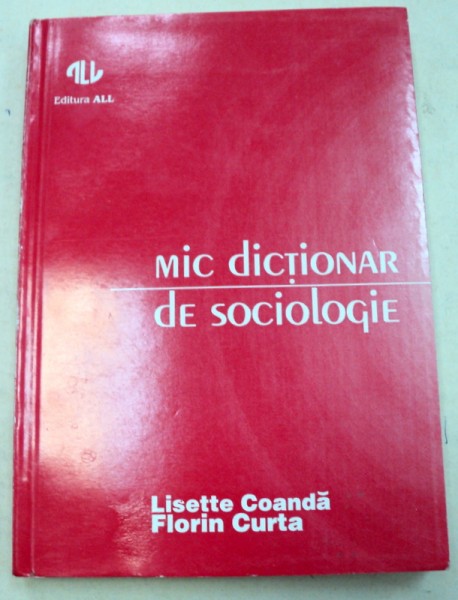 ALL
Editura ALL
Mic dicționar
de sociologie
Lisette Coandă
Florin Curta